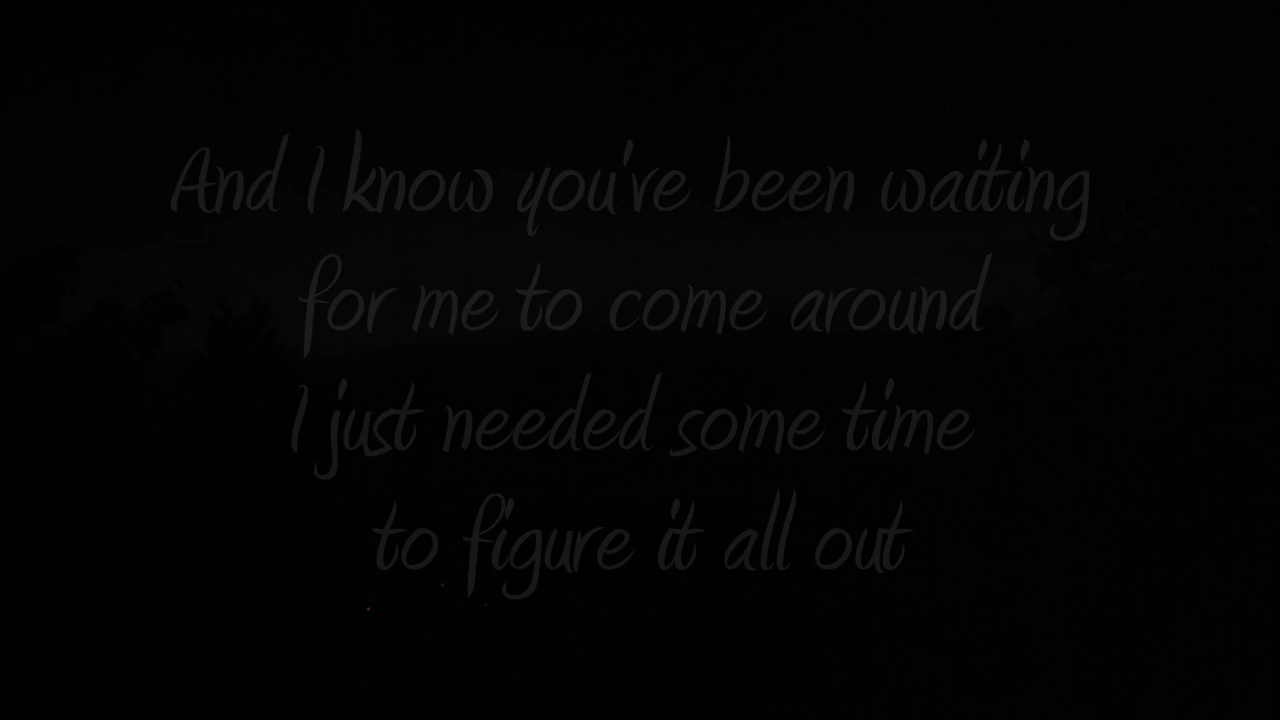 And I know you've been waiting
for me to come around
I just needed some time
to figure it all out